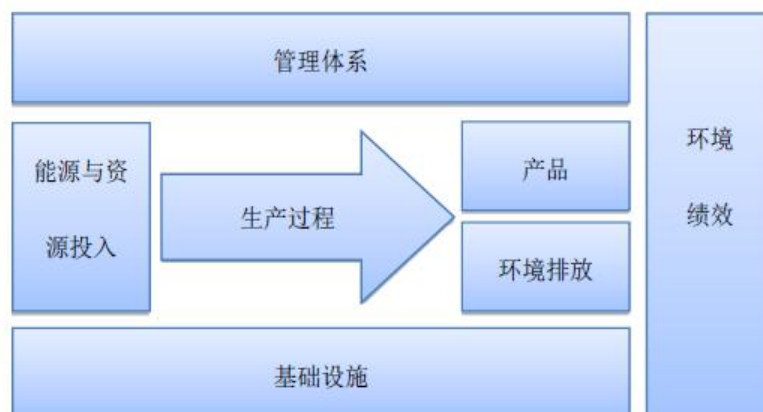 管理体系
能源与资
源投入
生产过程
产品
环境排放
基础设施
环境
绩效